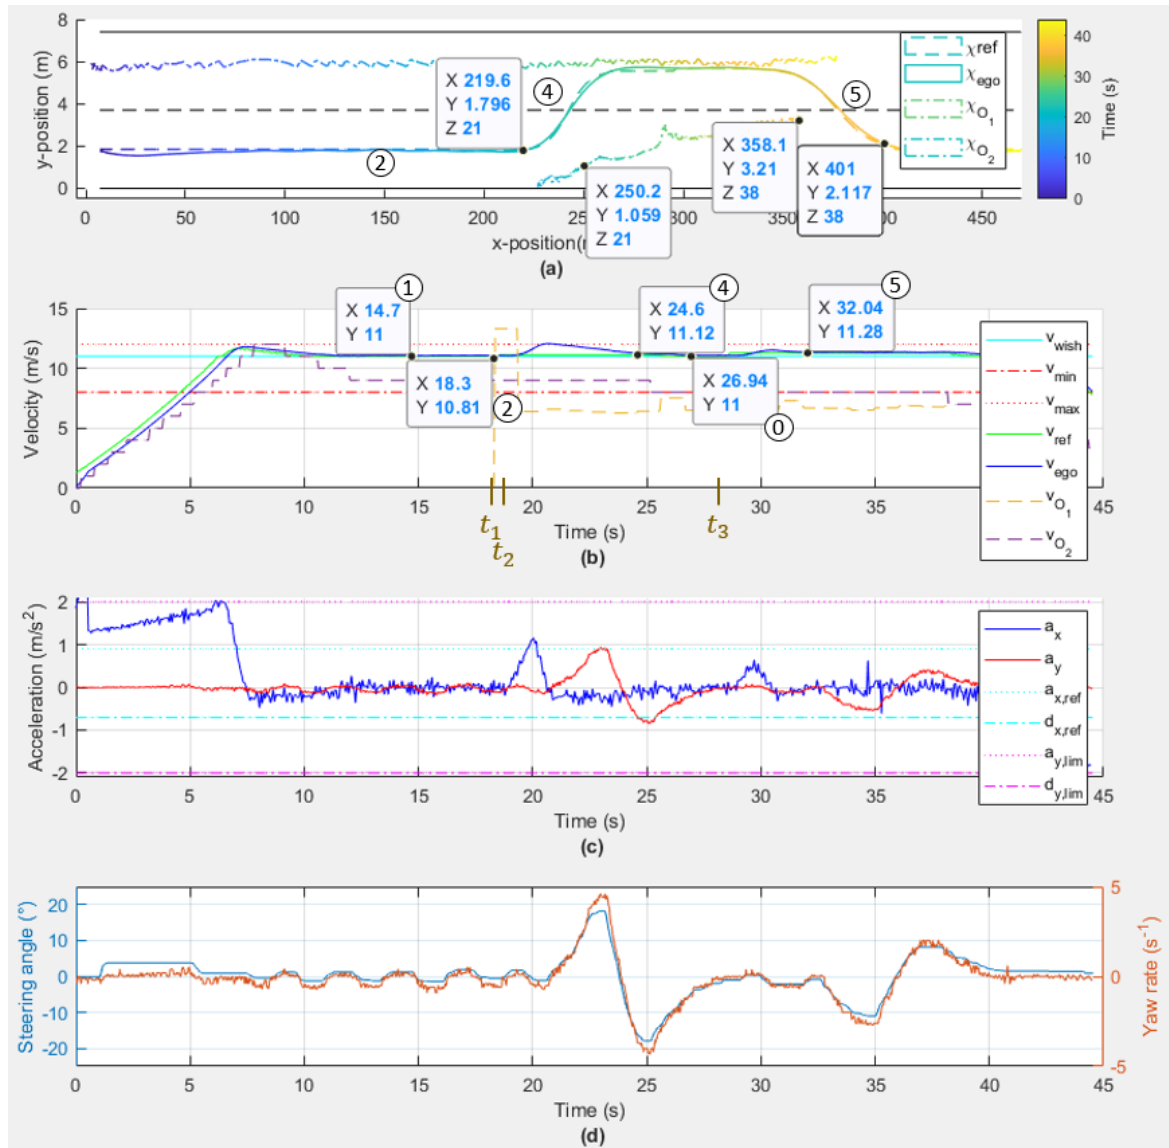 8
6
4
2
0
y-position (m)
0
50
100
150
200
250
300
350
400
450
x-position(
(a)
X 219.6
Y 1.796
Z 21
④
②
⑤
X 250.2
Y 1.059
Z 21
X 358.1
Y 3.21
Z 38
X 401
Y 2.117
Z 38
χref
χego
χO1
χO2
40
30
20
10
0
Time (s)
15
10
5
0
Velocity (m/s)
X 14.7
Y 11
①
X 18.3
Y 10.81
②
X 24.6
Y 11.12
④
X 26.94
Y 11
⓪
X 32.04
Y 11.28
⑤
vwish
vmin
vmax
vref
vego
vO1
vO2
0
5
10
15
20
25
30
35
45
t1
t2
t3
Time (s)
(b)
2
1
0
-1
-2
Acceleration (m/s2)
ax
ay
ax,ref
dx,ref
ay,lim
dy,lim
0
5
10
15
20
25
30
35
45
Time (s)
(c)
20
10
0
-10
-20
Steering angle (°)
5
0
-5
Yaw rate (s-1)
0
5
10
15
20
25
30
35
40
45
Time (s)
(d)